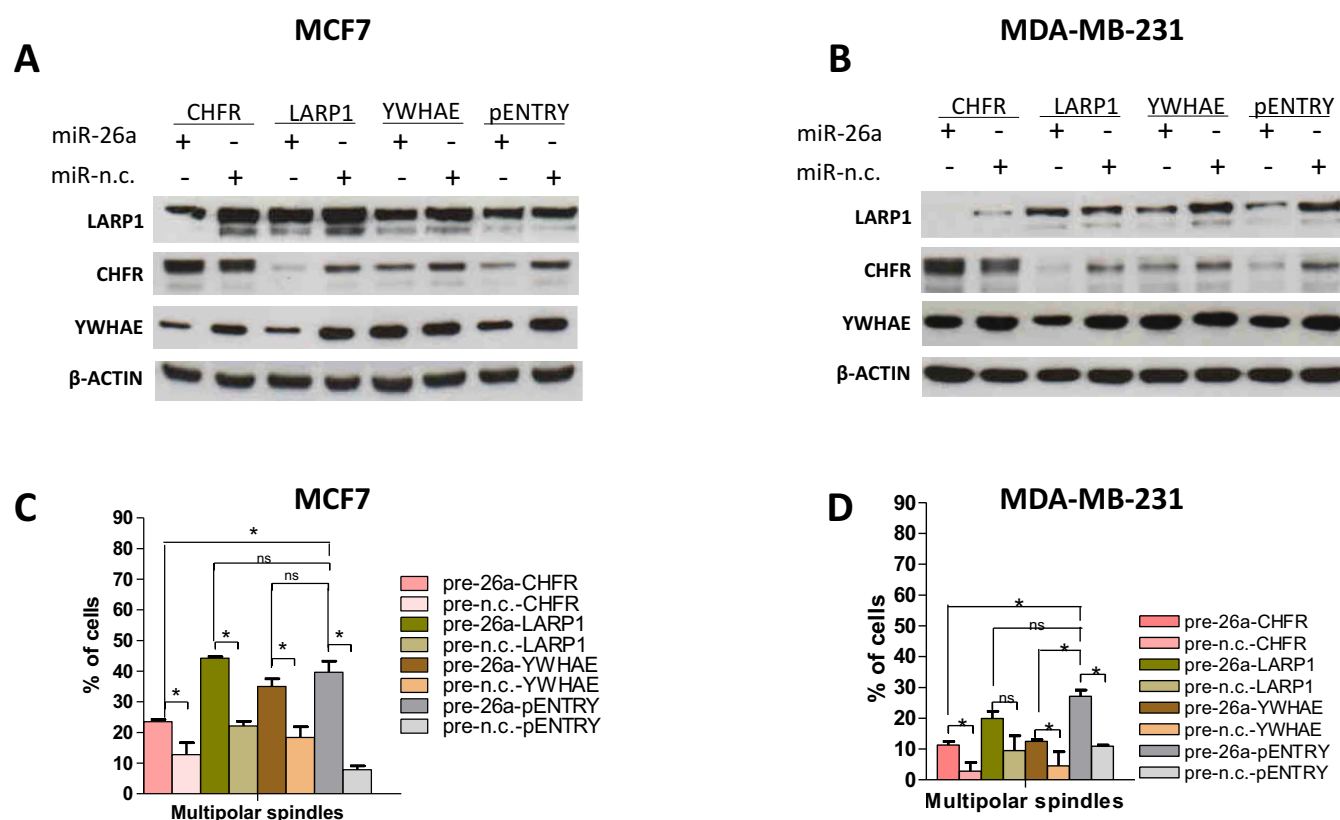 MCF7
A
CHFR LARP1 YWHAE pENTRY
miR-26a + - + - + - + -
miR-n.c. - + - + - + - +
LARP1
CHFR
YWHAE
β-ACTIN
MDA-MB-231
B
CHFR LARP1 YWHAE pENTRY
miR-26a + - + - + - + -
miR-n.c. - + - + - + - +
LARP1
CHFR
YWHAE
β-ACTIN
C
MCF7
% of cells
90
80
70
60
50
40
30
20
10
0
*
ns
ns
* * *
*
Multipolar spindles
pre-26a-CHFR
pre-n.c.-CHFR
pre-26a-LARP1
pre-n.c.-LARP1
pre-26a-YWHAE
pre-n.c.-YWHAE
pre-26a-pENTRY
pre-n.c.-pENTRY
D
MDA-MB-231
% of cells
90
80
70
60
50
40
30
20
10
0
*
ns
*
*
ns
* *
Multipolar spindles
pre-26a-CHFR
pre-n.c.-CHFR
pre-26a-LARP1
pre-n.c.-LARP1
pre-26a-YWHAE
pre-n.c.-YWHAE
pre-26a-pENTRY
pre-n.c.-pENTRY